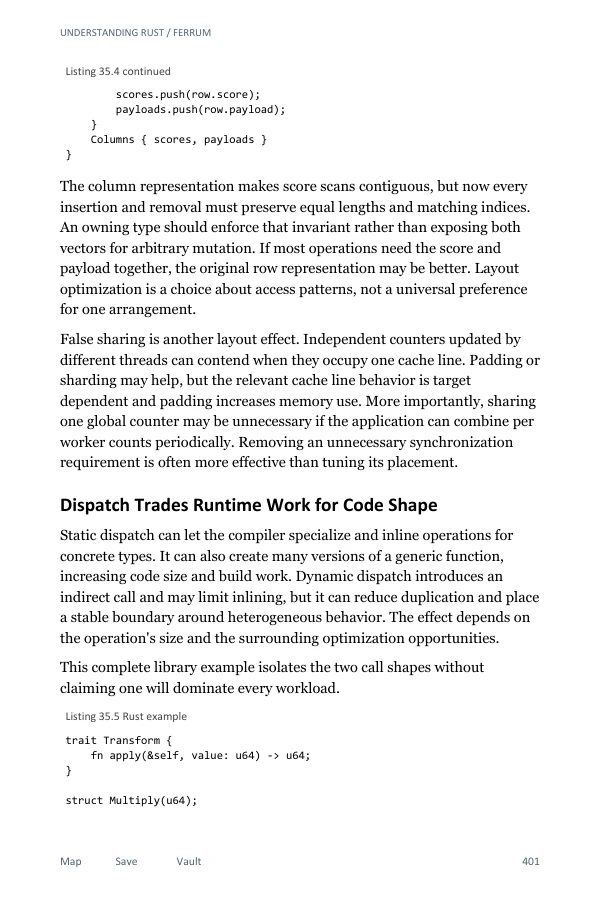 UNDERSTANDING RUST / FERRUM
Listing 35.4 continued
        scores.push(row.score);
        payloads.push(row.payload);
    }
    Columns { scores, payloads }
}
The column representation makes score scans contiguous, but now every
insertion and removal must preserve equal lengths and matching indices.
An owning type should enforce that invariant rather than exposing both
vectors for arbitrary mutation. If most operations need the score and
payload together, the original row representation may be better. Layout
optimization is a choice about access patterns, not a universal preference
for one arrangement.
False sharing is another layout effect. Independent counters updated by
different threads can contend when they occupy one cache line. Padding or
sharding may help, but the relevant cache line behavior is target
dependent and padding increases memory use. More importantly, sharing
one global counter may be unnecessary if the application can combine per
worker counts periodically. Removing an unnecessary synchronization
requirement is often more effective than tuning its placement.
Dispatch Trades Runtime Work for Code Shape
Static dispatch can let the compiler specialize and inline operations for
concrete types. It can also create many versions of a generic function,
increasing code size and build work. Dynamic dispatch introduces an
indirect call and may limit inlining, but it can reduce duplication and place
a stable boundary around heterogeneous behavior. The effect depends on
the operation's size and the surrounding optimization opportunities.
This complete library example isolates the two call shapes without
claiming one will dominate every workload.
Listing 35.5 Rust example
trait Transform {
    fn apply(&self, value: u64) -> u64;
}
struct Multiply(u64);
Map Save Vault 401